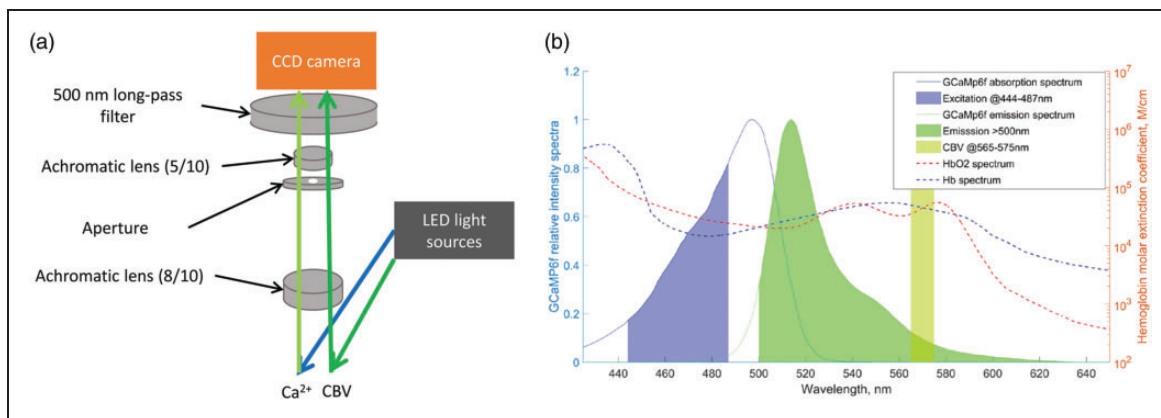 (a)
CCD camera
500 nm long-pass
filter
Achromatic lens (5/10)
Aperture
LED light
sources
Achromatic lens (8/10)
Ca²⁺ CBV
(b)
GCaMP6f relative intensity spectra
1.2
1
0.8
0.6
0.4
0.2
0
GCaMp6f absorption spectrum
Excitation @444-487nm
GCaMp6f emission spectrum
Emisssion >500nm
CBV @565-575nm
HbO2 spectrum
Hb spectrum
10⁷
10⁶
10⁵
10⁴
10³
10²
Hemoglobin molar extinction coefficient, M/cm
440 460 480 500 520 540 560 580 600 620 640
Wavelength, nm